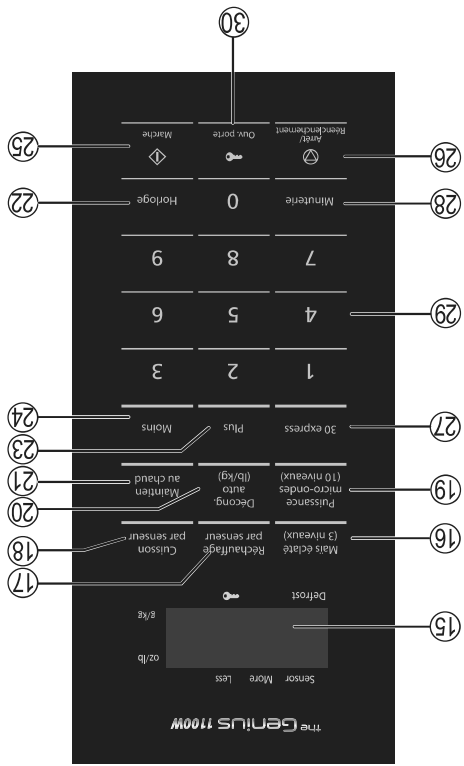 the Genius 1100W
Sensor More Less
oz/lb
15
g/kg
Defrost
16
Mais éclaté
(3 niveaux)
Réchauffage
par senseur
Cuisson
par senseur
17
18
19
Puissance
micro-ondes
(10 niveaux)
Décong.
auto
(lb/kg)
Maintien
au chaud
20
21
27
30 express
Plus
Moins
23
24
1 2 3
29
4 5 6
7 8 9
28
Minuterie
0
Horloge
22
26
Arrêt/
Réenclenchement
Ouv. porte
Marche
25
30